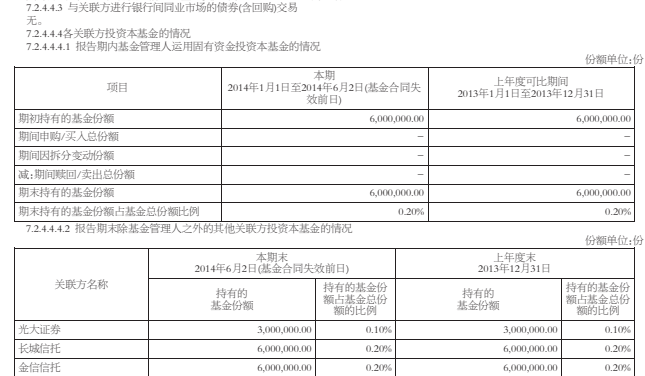 7.2.4.4.3 与关联方进行银行间同业市场的债券(含回购)交易
无。
7.2.4.4.4各关联方投资本基金的情况
7.2.4.4.4.1 报告期内基金管理人运用固有资金投资本基金的情况
份额单位:份
项目 本期 2014年1月1日至2014年6月2日(基金合同失效前日) 上年度可比期间 2013年1月1日至2013年12月31日
期初持有的基金份额 6,000,000.00 6,000,000.00
期间申购/买入总份额 – –
期间因拆分变动份额 – –
减:期间赎回/卖出总份额 – –
期末持有的基金份额 6,000,000.00 6,000,000.00
期末持有的基金份额占基金总份额比例 0.20% 0.20%
7.2.4.4.4.2 报告期末除基金管理人之外的其他关联方投资本基金的情况
份额单位:份
关联方名称 本期末 2014年6月2日(基金合同失效前日) 上年度末 2013年12月31日
持有的基金份额 持有的基金份额占基金总份额的比例 持有的基金份额 持有的基金份额占基金总份额的比例
光大证券 3,000,000.00 0.10% 3,000,000.00 0.10%
长城信托 6,000,000.00 0.20% 6,000,000.00 0.20%
金信信托 6,000,000.00 0.20% 6,000,000.00 0.20%